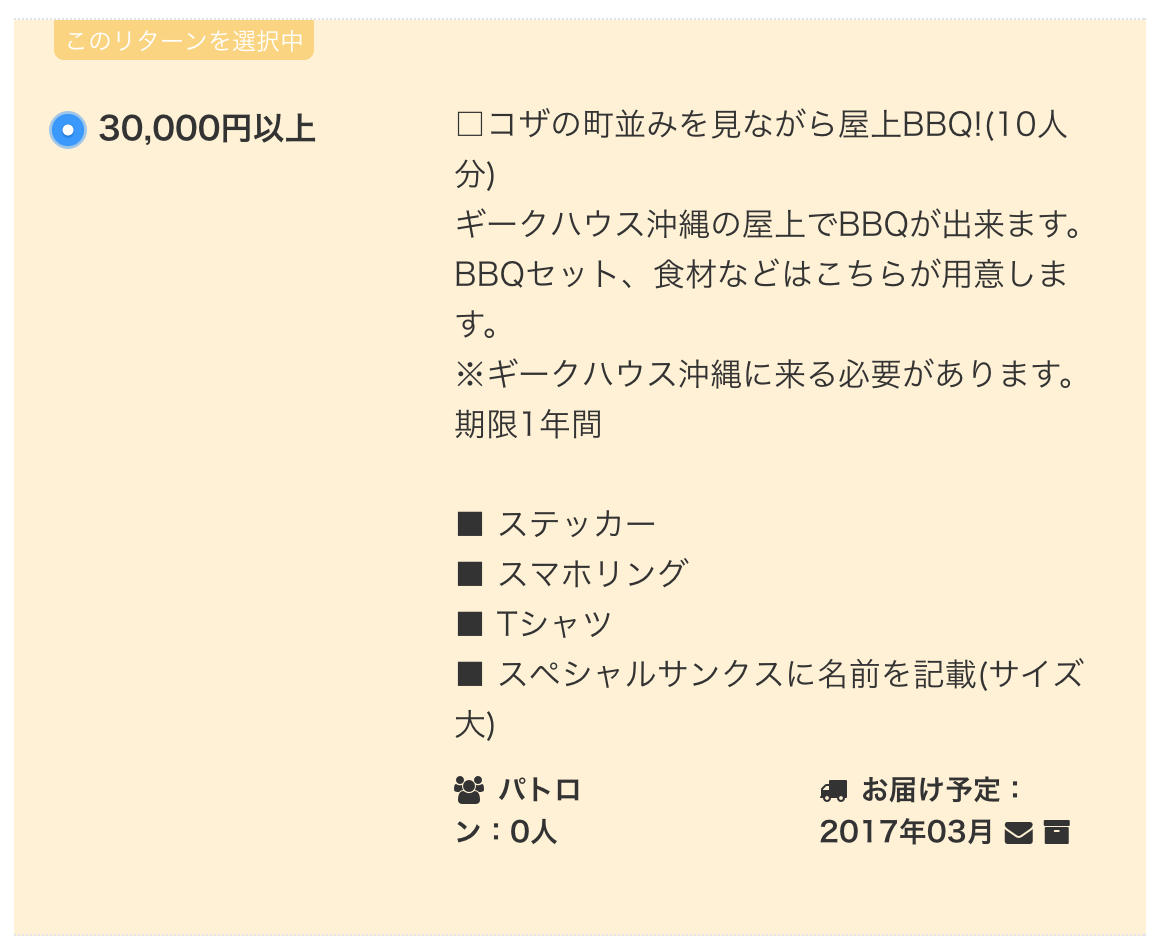 このリターンを選択中
30,000円以上
□コザの町並みを見ながら屋上BBQ!(10人
分)
ギークハウス沖縄の屋上でBBQが出来ます。
BBQセット、食材などはこちらが用意しま
す。
※ギークハウス沖縄に来る必要があります。
期限1年間
■ ステッカー
■ スマホリング
■ Tシャツ
■ スペシャルサンクスに名前を記載(サイズ
大)
パトロ
ン：0人
お届け予定：
2017年03月